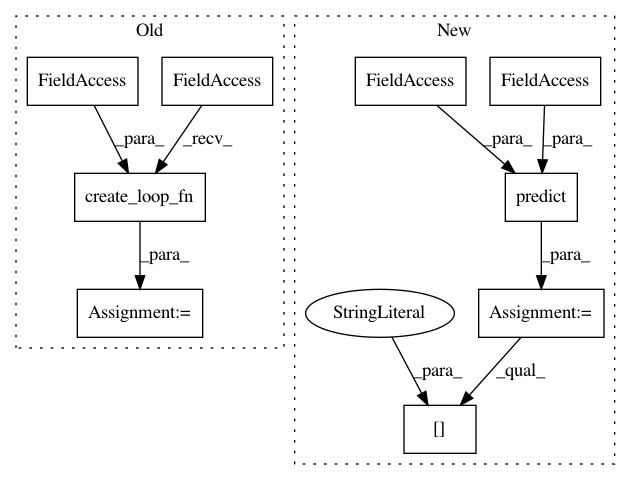 Old
New
FieldAccess
FieldAccess
FieldAccess
FieldAccess
_para_
_recv_
_para_
_para_
create_loop_fn
predict
_para_
_para_
Assignment:=
StringLiteral
Assignment:=
_para_
_qual_
[]